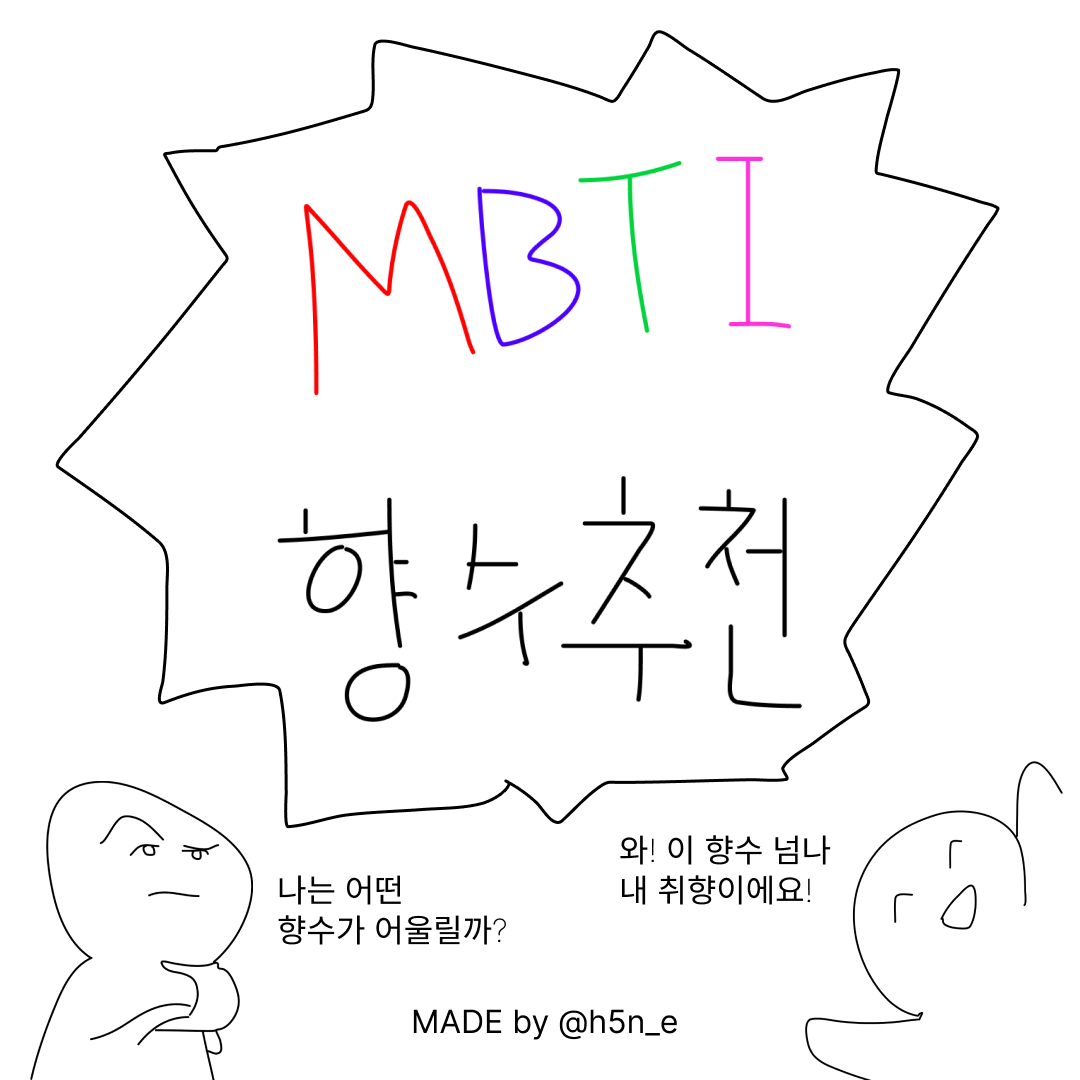 MBTI
향수추천
와! 이 향수 넘나
내 취향이에요!
나는 어떤
향수가 어울릴까?
MADE by @h5n_e